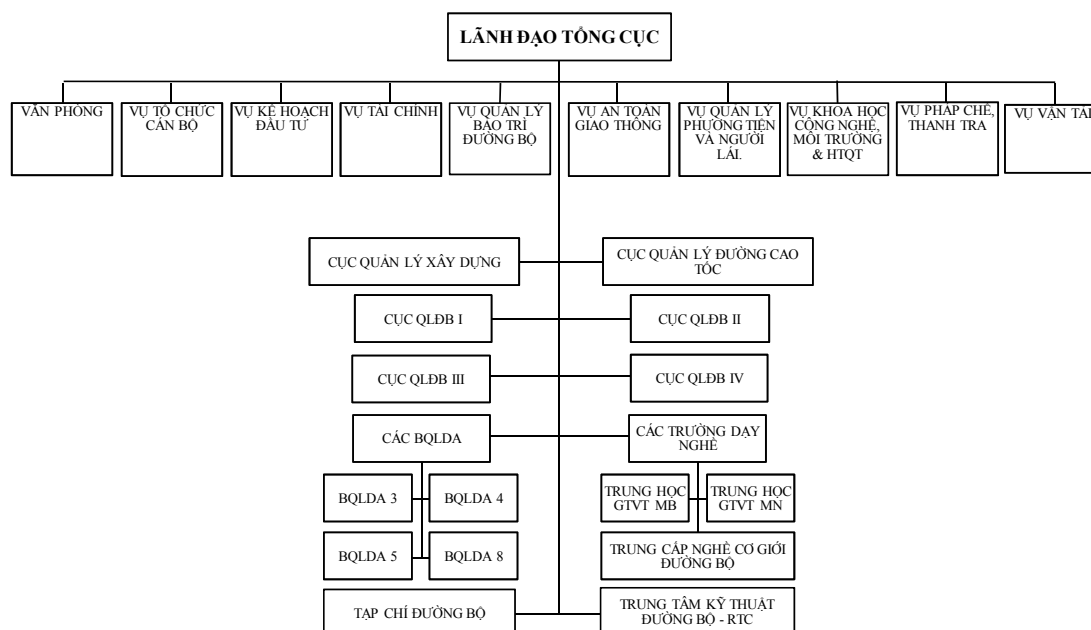 LÃNH ĐẠO TỔNG CỤC
VĂN PHÒNG
VỤ TỔ CHỨC
CÁN BỘ
VỤ KẾ HOẠCH
ĐẦU TƯ
VỤ TÀI CHÍNH
VỤ QUẢN LÝ
BẢO TRÌ
ĐƯỜNG BỘ
VỤ AN TOÀN
GIAO THÔNG
VỤ QUẢN LÝ
PHƯƠNG TIỆN
VÀ NGƯỜI
LÁI.
VỤ KHOA HỌC
CÔNG NGHỆ,
MÔI TRƯỜNG
& HTQT
VỤ PHÁP CHẾ,
THANH TRA
VỤ VẬN TẢI
CỤC QUẢN LÝ XÂY DỰNG
CỤC QUẢN LÝ ĐƯỜNG CAO
TỐC
CỤC QLĐB I
CỤC QLĐB II
CỤC QLĐB III
CỤC QLĐB IV
CÁC BQLDA
CÁC TRƯỜNG DẠY
NGHỀ
BQLDA 3
BQLDA 4
TRUNG HỌC
GTVT MB
TRUNG HỌC
GTVT MN
BQLDA 5
BQLDA 8
TRUNG CẤP NGHỀ CƠ GIỚI
ĐƯỜNG BỘ
TẠP CHÍ ĐƯỜNG BỘ
TRUNG TÂM KỸ THUẬT
ĐƯỜNG BỘ - RTC